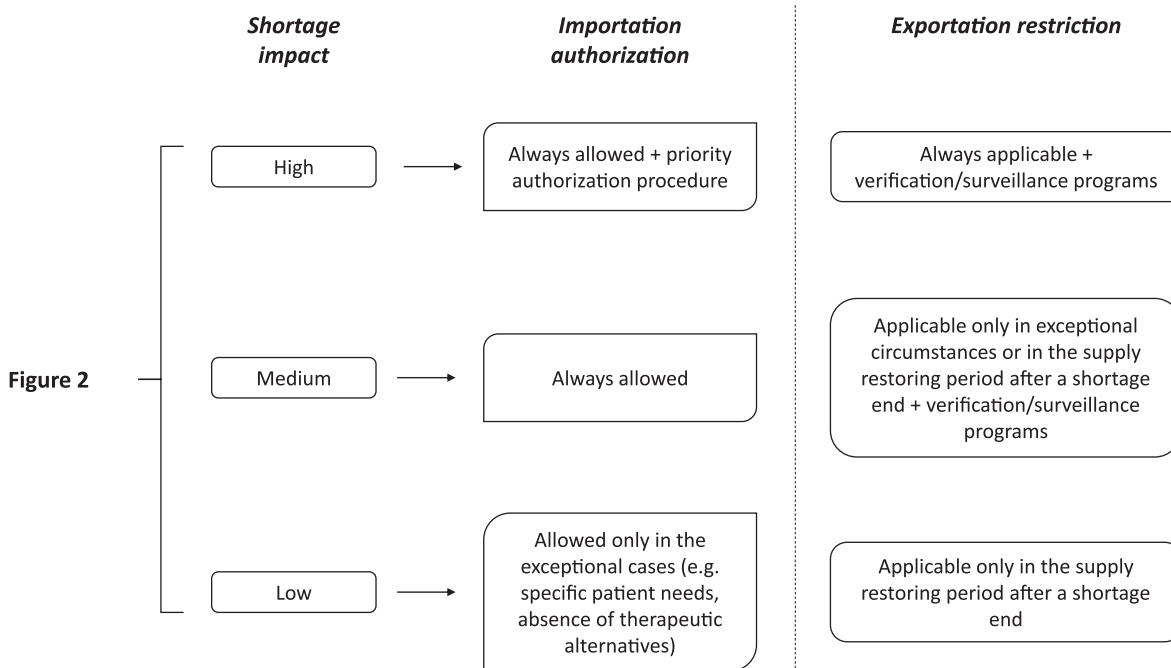 Shortage
impact
Importation
authorization
Exportation restriction
High
Always allowed + priority
authorization procedure
Always applicable +
verification/surveillance programs
Figure 2
Medium
Always allowed
Applicable only in exceptional
circumstances or in the supply
restoring period after a shortage
end + verification/surveillance
programs
Low
Allowed only in the
exceptional cases (e.g.
specific patient needs,
absence of therapeutic
alternatives)
Applicable only in the supply
restoring period after a shortage
end